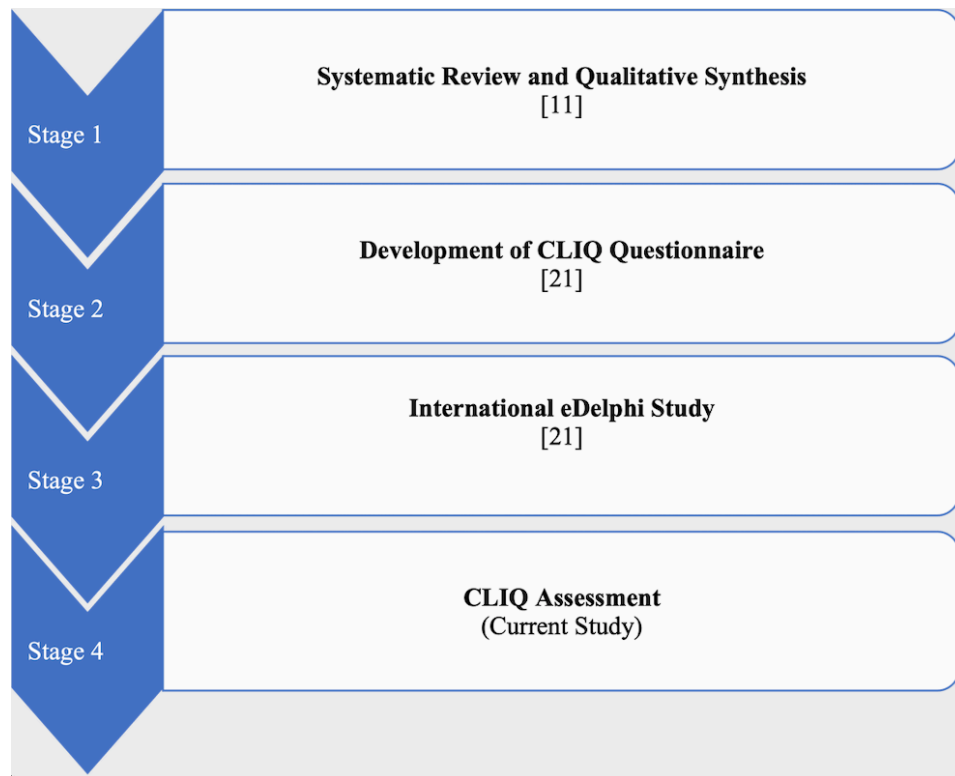 Stage 1
Systematic Review and Qualitative Synthesis
[11]
Stage 2
Development of CLIQ Questionnaire
[21]
Stage 3
International eDelphi Study
[21]
Stage 4
CLIQ Assessment
(Current Study)